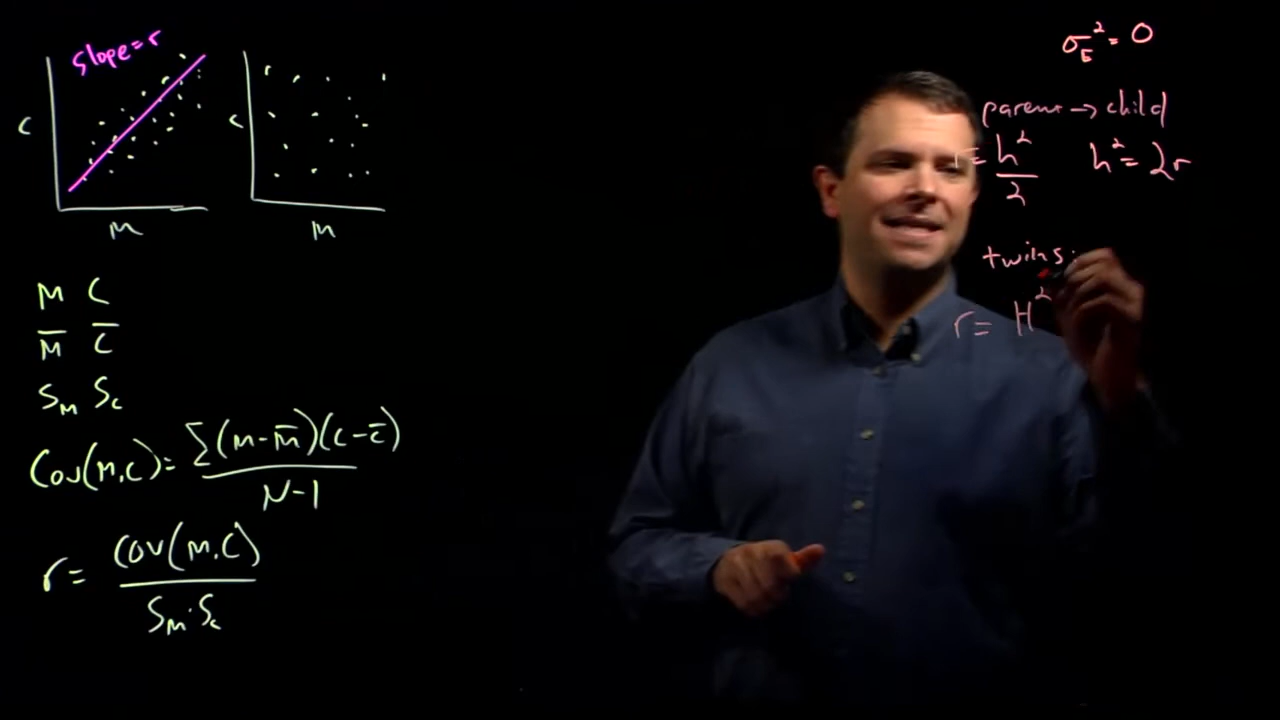 slope=r
C
M
C
M
M C
M̄ C̄
S_M S_c
Cov(M,C)= Σ(M-M̄)(C-C̄)
N-1
r= Cov(M,C)
S_M·S_c
σ_E²=0
parent→child
r=h²/2 h²=2r
twins:
r= H²